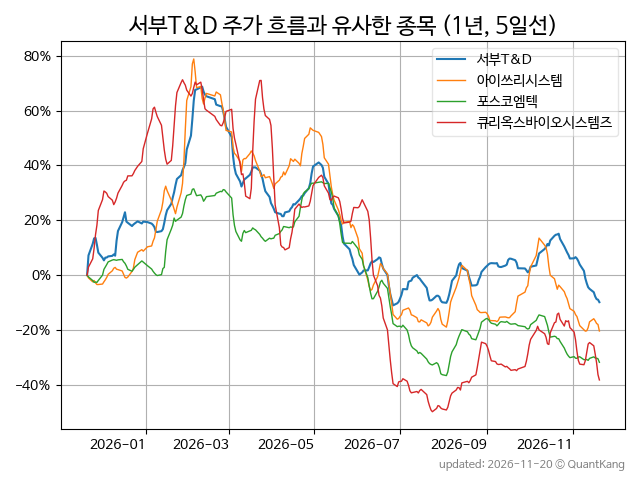 서부T&D 주가 흐름과 유사한 종목 (1년, 5일선)
서부T&D
아이쓰리시스템
포스코엠텍
큐리옥스바이오시스템즈
80%
60%
40%
20%
0%
−20%
−40%
2026-01 2026-03 2026-05 2026-07 2026-09 2026-11
updated: 2026-11-20 © QuantKang